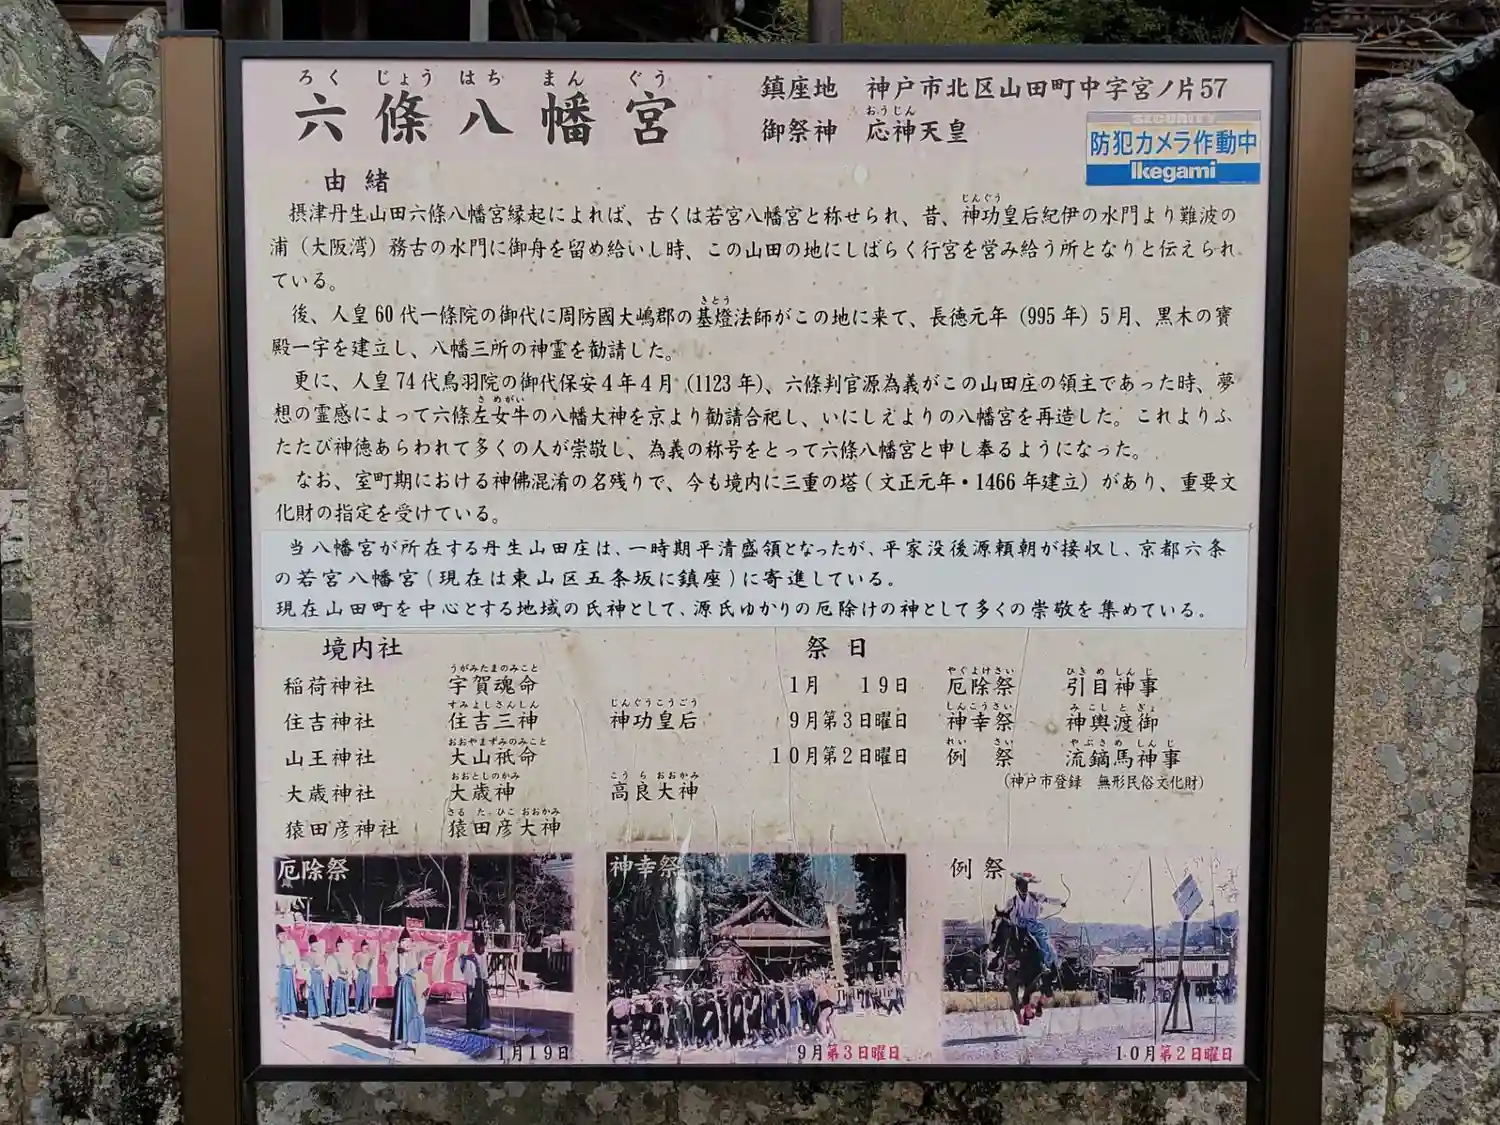 ろく じょう はち まん ぐう
六條八幡宮
鎮座地 神戸市北区山田町中字宮ノ片57
おうじん
御祭神 応神天皇
SECURITY
防犯カメラ作動中
Ikegami
由緒
じんぐう
摂津丹生山田六條八幡宮縁起によれば、古くは若宮八幡宮と称せられ、昔、神功皇后紀伊の水門より難波の
浦（大阪湾）務古の水門に御舟を留め給いし時、この山田の地にしばらく行宮を営み給う所となりと伝えられ
ている。
きとう
後、人皇60代一條院の御代に周防國大嶋郡の基燈法師がこの地に来て、長徳元年（995年）5月、黒木の寶
殿一宇を建立し、八幡三所の神霊を勧請した。
更に、人皇74代鳥羽院の御代保安4年4月（1123年）、六條判官源為義がこの山田庄の領主であった時、夢
さめがい
想の霊感によって六條左女牛の八幡大神を京より勧請合祀し、いにしえよりの八幡宮を再造した。これよりふ
たたび神徳あらわれて多くの人が崇敬し、為義の称号をとって六條八幡宮と申し奉るようになった。
なお、室町期における神佛混淆の名残りで、今も境内に三重の塔（文正元年・1466年建立）があり、重要文
化財の指定を受けている。
当八幡宮が所在する丹生山田庄は、一時期平清盛領となったが、平家没後源頼朝が接収し、京都六条
の若宮八幡宮（現在は東山区五条坂に鎮座）に寄進している。
現在山田町を中心とする地域の氏神として、源氏ゆかりの厄除けの神として多くの崇敬を集めている。
境内社
うがみたまのみこと
稲荷神社 宇賀魂命
すみよしさんしん じんぐうこうごう
住吉神社 住吉三神 神功皇后
おおやまずみのみこと
山王神社 大山祇命
おおとしのかみ こうら おおかみ
大歳神社 大歳神 高良大神
さるたひこおおかみ
猿田彦神社 猿田彦大神
祭日
やくよけさい ひきめしんじ
1月 19日 厄除祭 引目神事
しんこうさい みこしとぎょ
9月第3日曜日 神幸祭 神輿渡御
れい さい やぶさめしんじ
10月第2日曜日 例祭 流鏑馬神事
（神戸市登録 無形民俗文化財）
厄除祭
1月19日
神幸祭
9月第3日曜日
例祭
10月第2日曜日